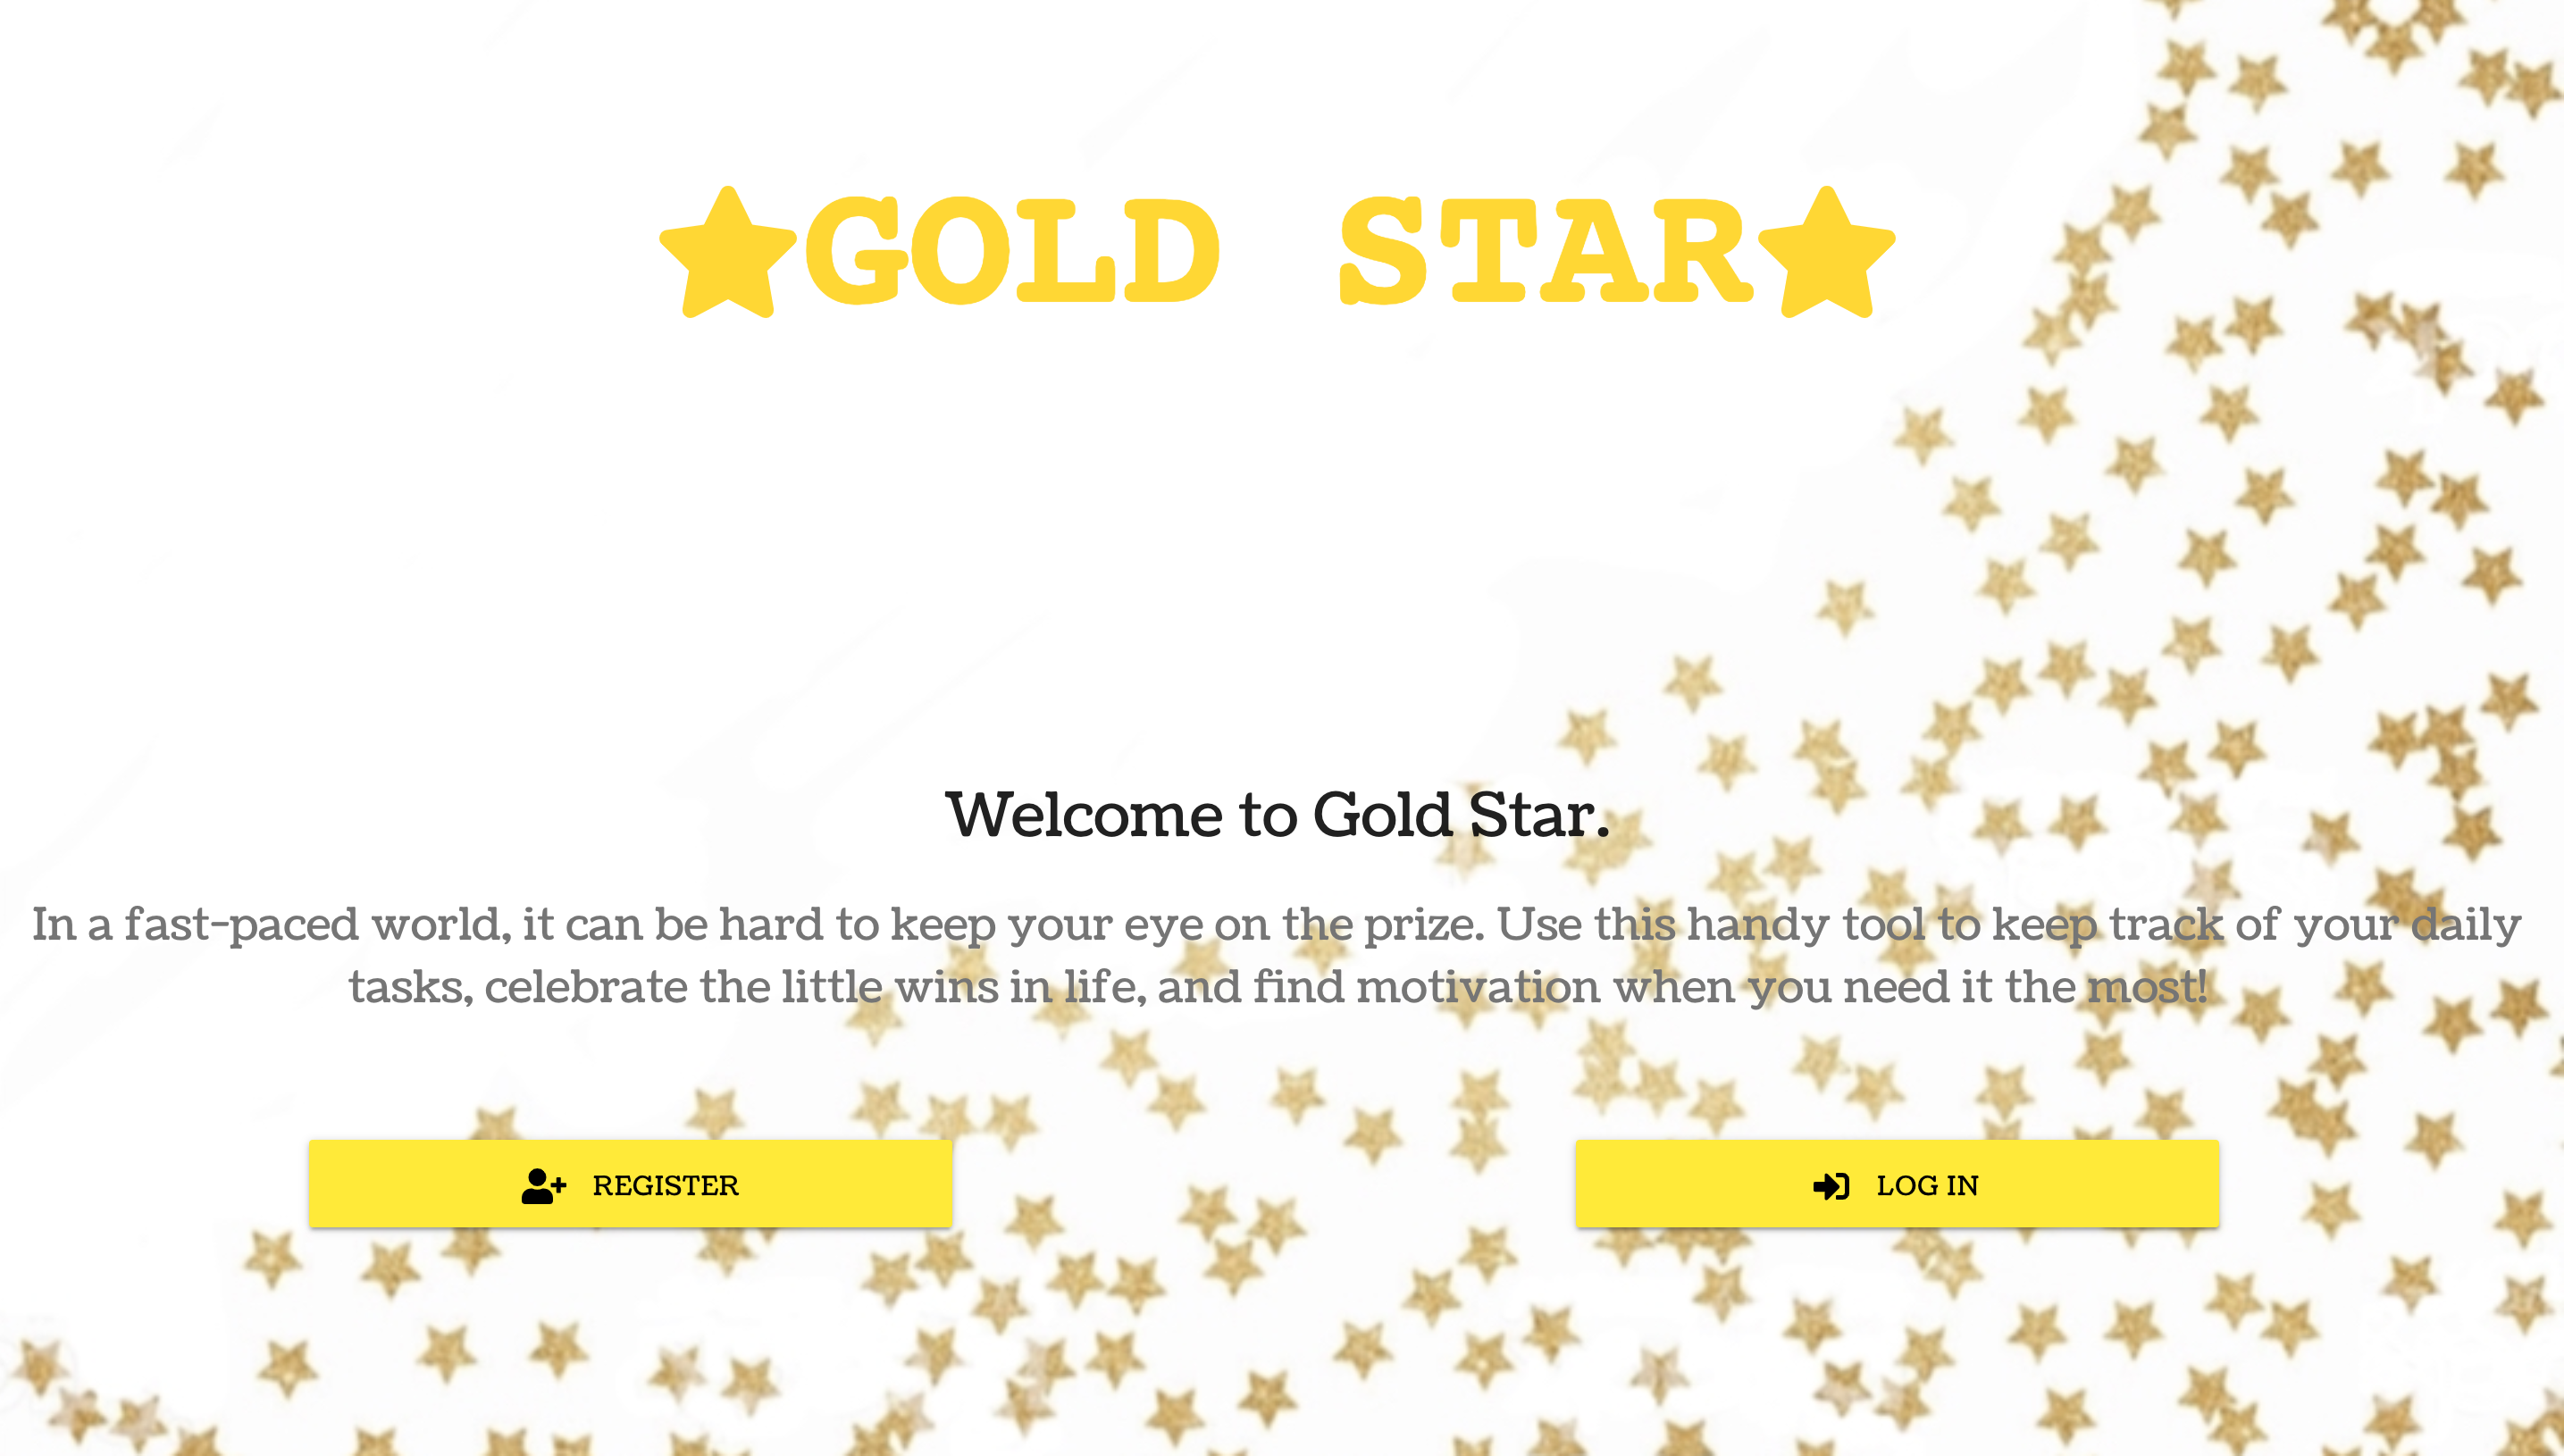 GOLD STAR
Welcome to Gold Star.
In a fast-paced world, it can be hard to keep your eye on the prize. Use this handy tool to keep track of your daily
tasks, celebrate the little wins in life, and find motivation when you need it the most!
REGISTER
LOG IN